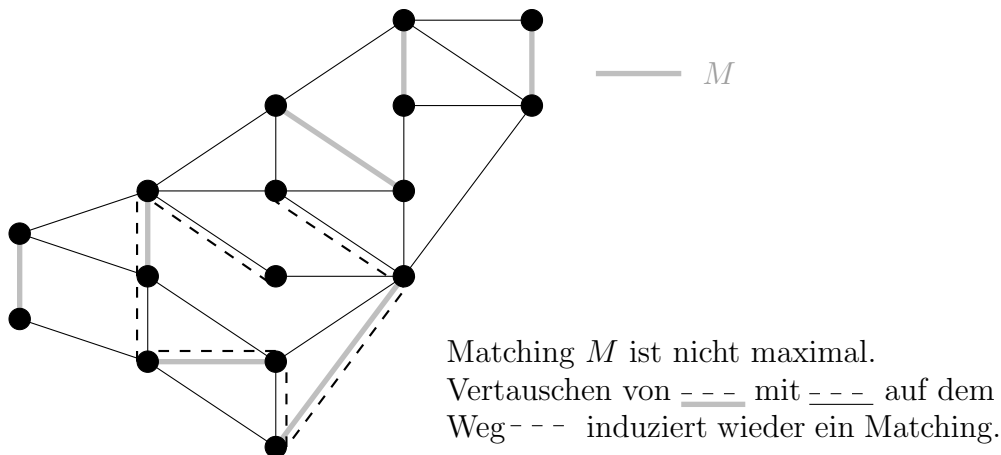 M
Matching M ist nicht maximal.
Vertauschen von mit auf dem
Weg induziert wieder ein Matching.